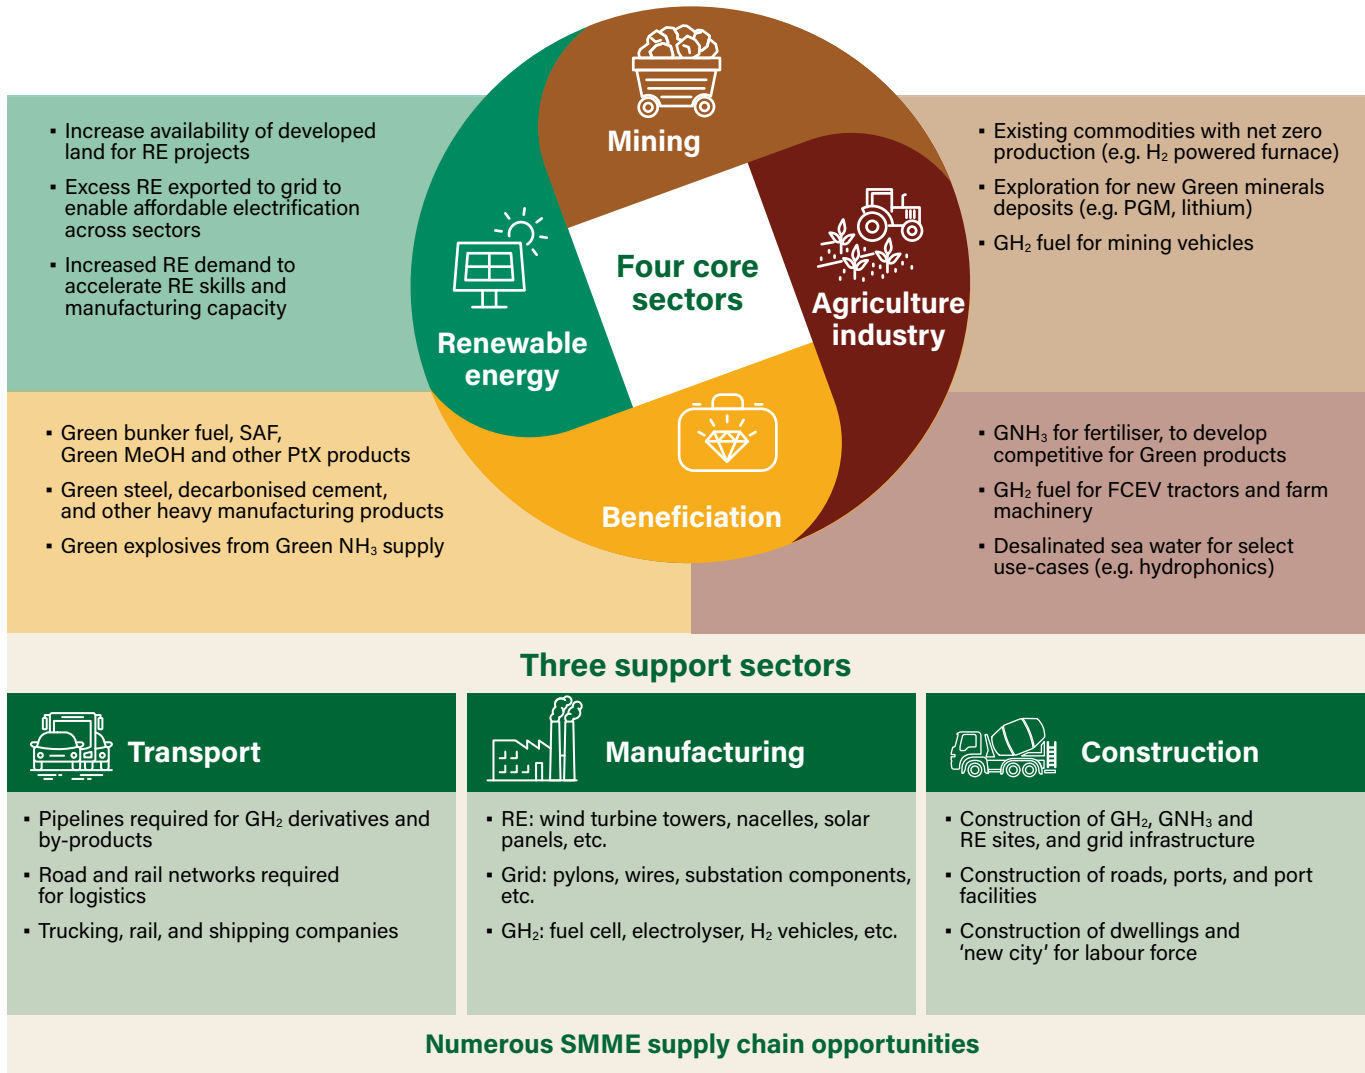 Mining
Four core
sectors
Agriculture
industry
Renewable
energy
Beneficiation
▪ Increase availability of developed
land for RE projects
▪ Excess RE exported to grid to
enable affordable electrification
across sectors
▪ Increased RE demand to
accelerate RE skills and
manufacturing capacity
▪ Existing commodities with net zero
production (e.g. H₂ powered furnace)
▪ Exploration for new Green minerals
deposits (e.g. PGM, lithium)
▪ GH₂ fuel for mining vehicles
▪ Green bunker fuel, SAF,
Green MeOH and other PtX products
▪ Green steel, decarbonised cement,
and other heavy manufacturing products
▪ Green explosives from Green NH₃ supply
▪ GNH₃ for fertiliser, to develop
competitive for Green products
▪ GH₂ fuel for FCEV tractors and farm
machinery
▪ Desalinated sea water for select
use-cases (e.g. hydrophonics)
Three support sectors
Transport
▪ Pipelines required for GH₂ derivatives and
by-products
▪ Road and rail networks required
for logistics
▪ Trucking, rail, and shipping companies
Manufacturing
▪ RE: wind turbine towers, nacelles, solar
panels, etc.
▪ Grid: pylons, wires, substation components,
etc.
▪ GH₂: fuel cell, electrolyser, H₂ vehicles, etc.
Construction
▪ Construction of GH₂, GNH₃ and
RE sites, and grid infrastructure
▪ Construction of roads, ports, and port
facilities
▪ Construction of dwellings and
‘new city’ for labour force
Numerous SMME supply chain opportunities